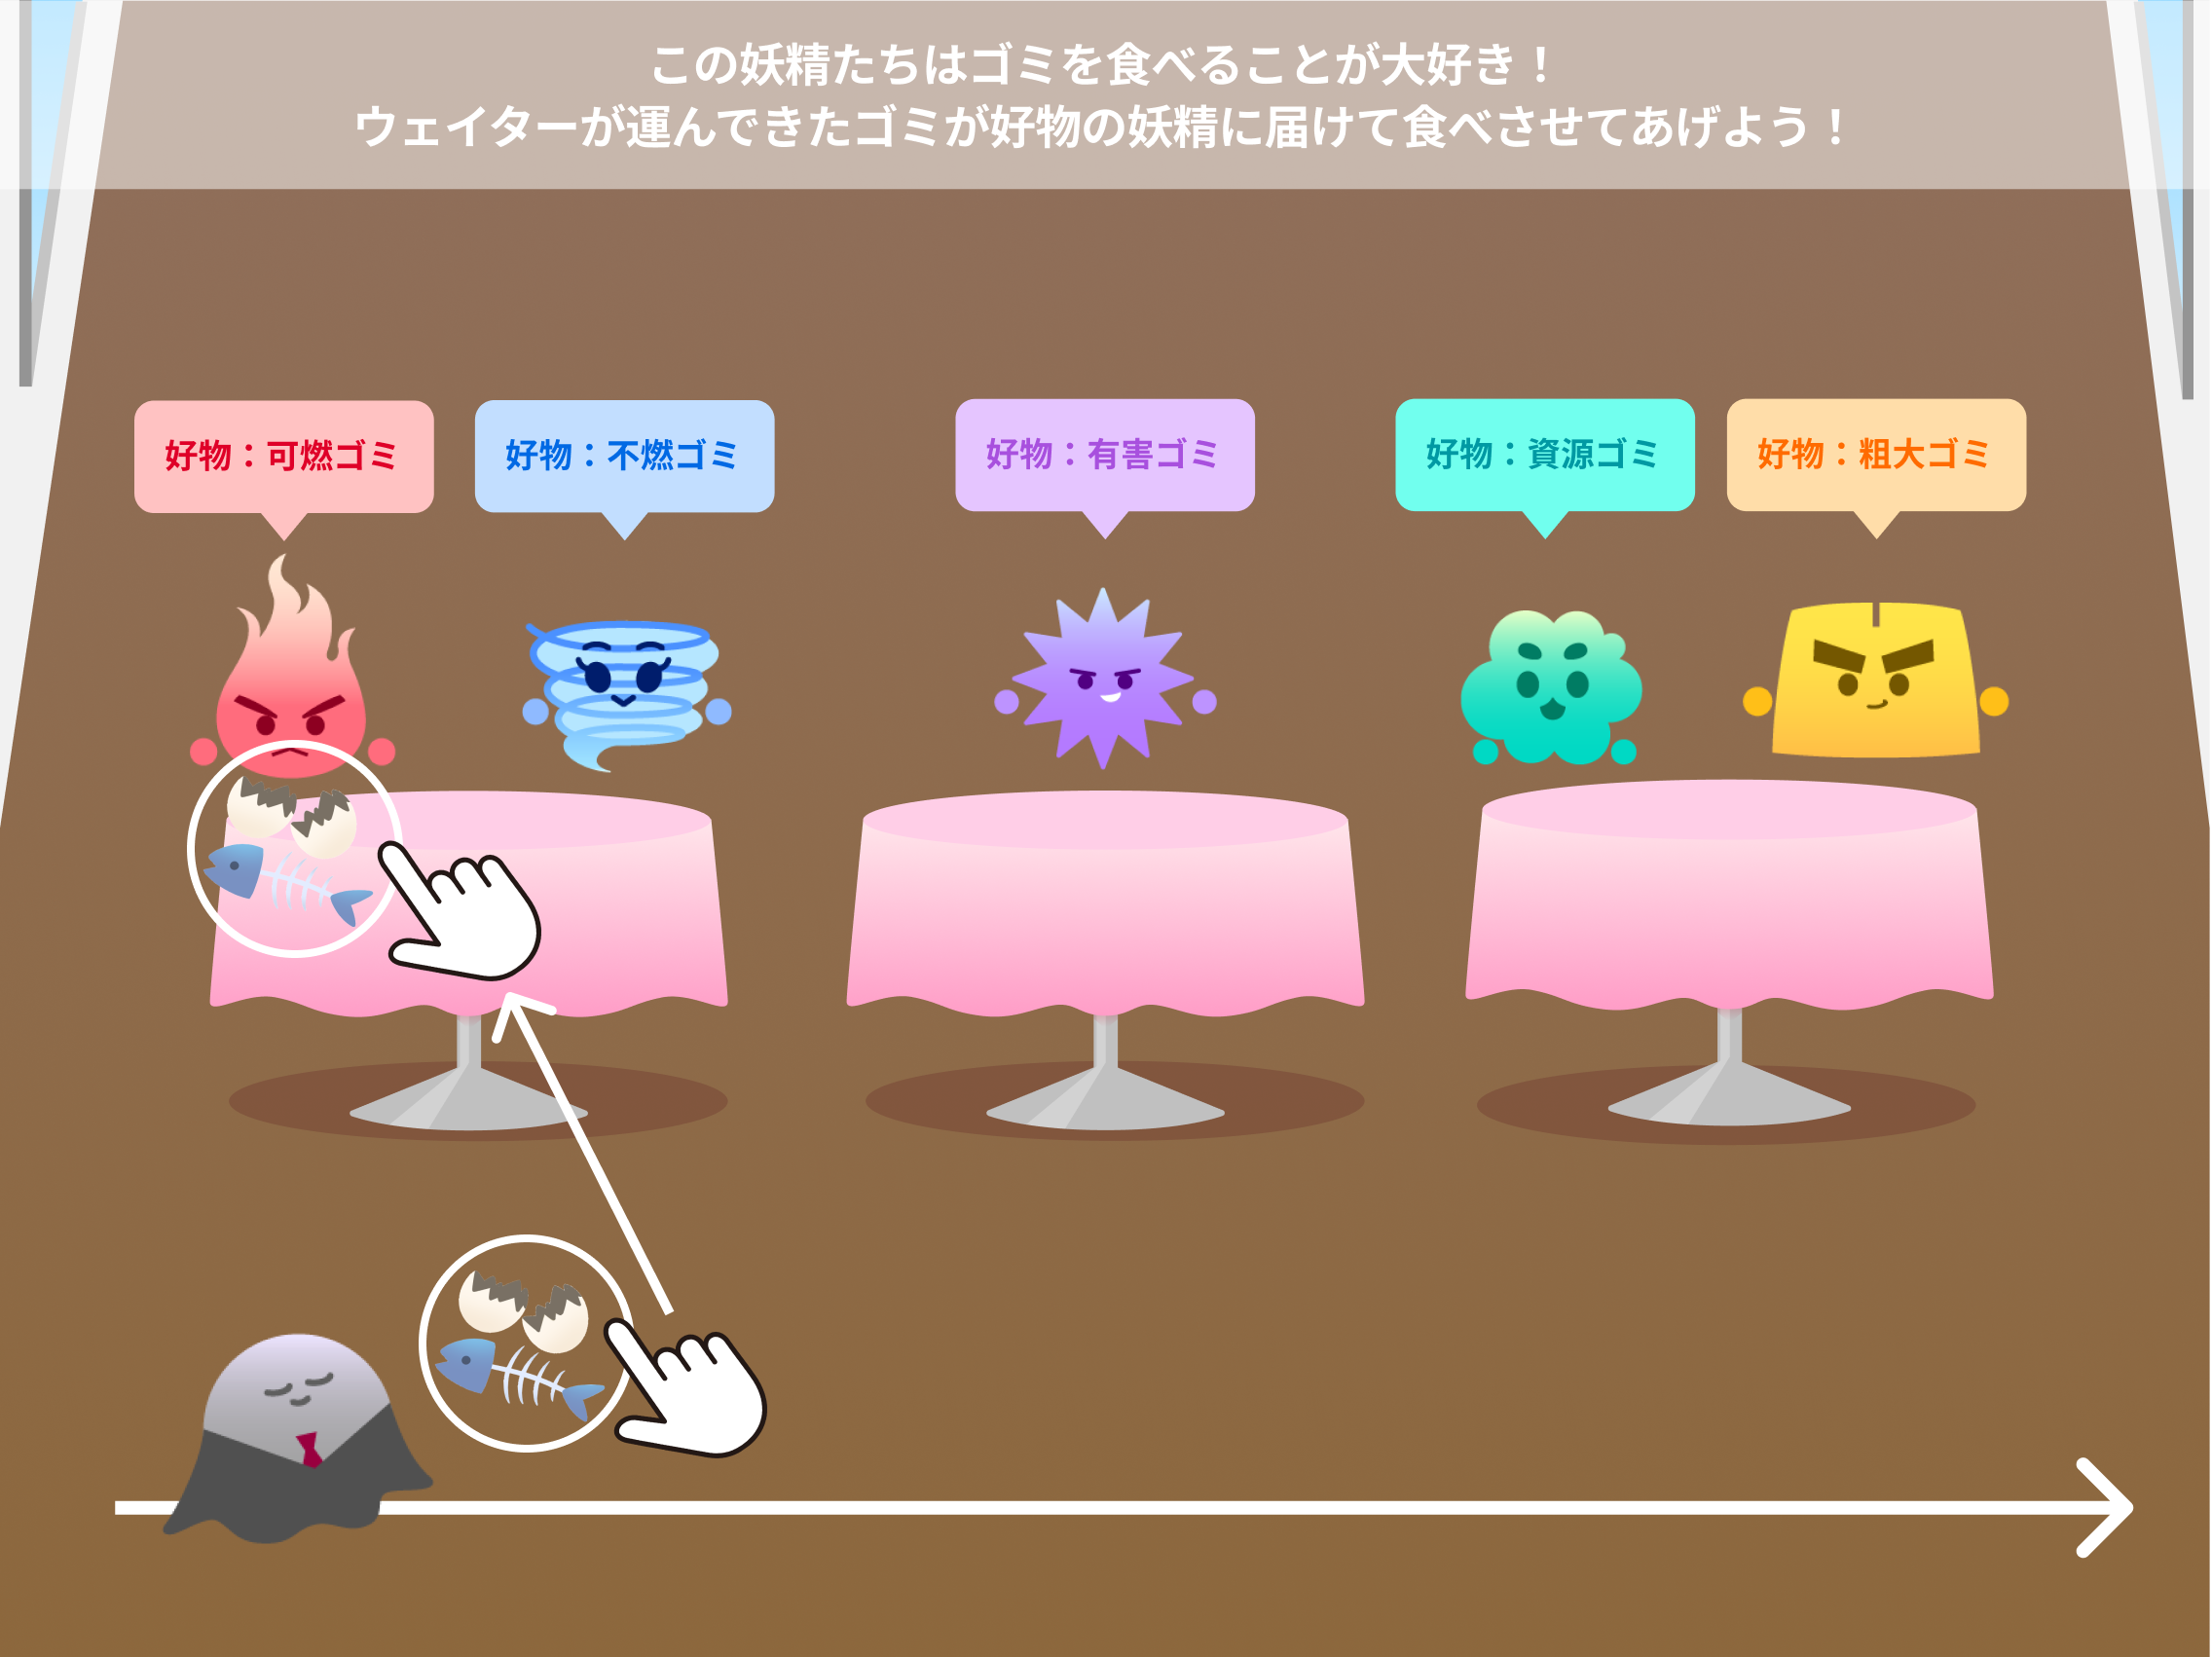 この妖精たちはゴミを食べることが大好き！
ウェイターが運んできたゴミが好物の妖精に届けて食べさせてあげよう！
好物：可燃ゴミ
好物：不燃ゴミ
好物：有害ゴミ
好物：資源ゴミ
好物：粗大ゴミ